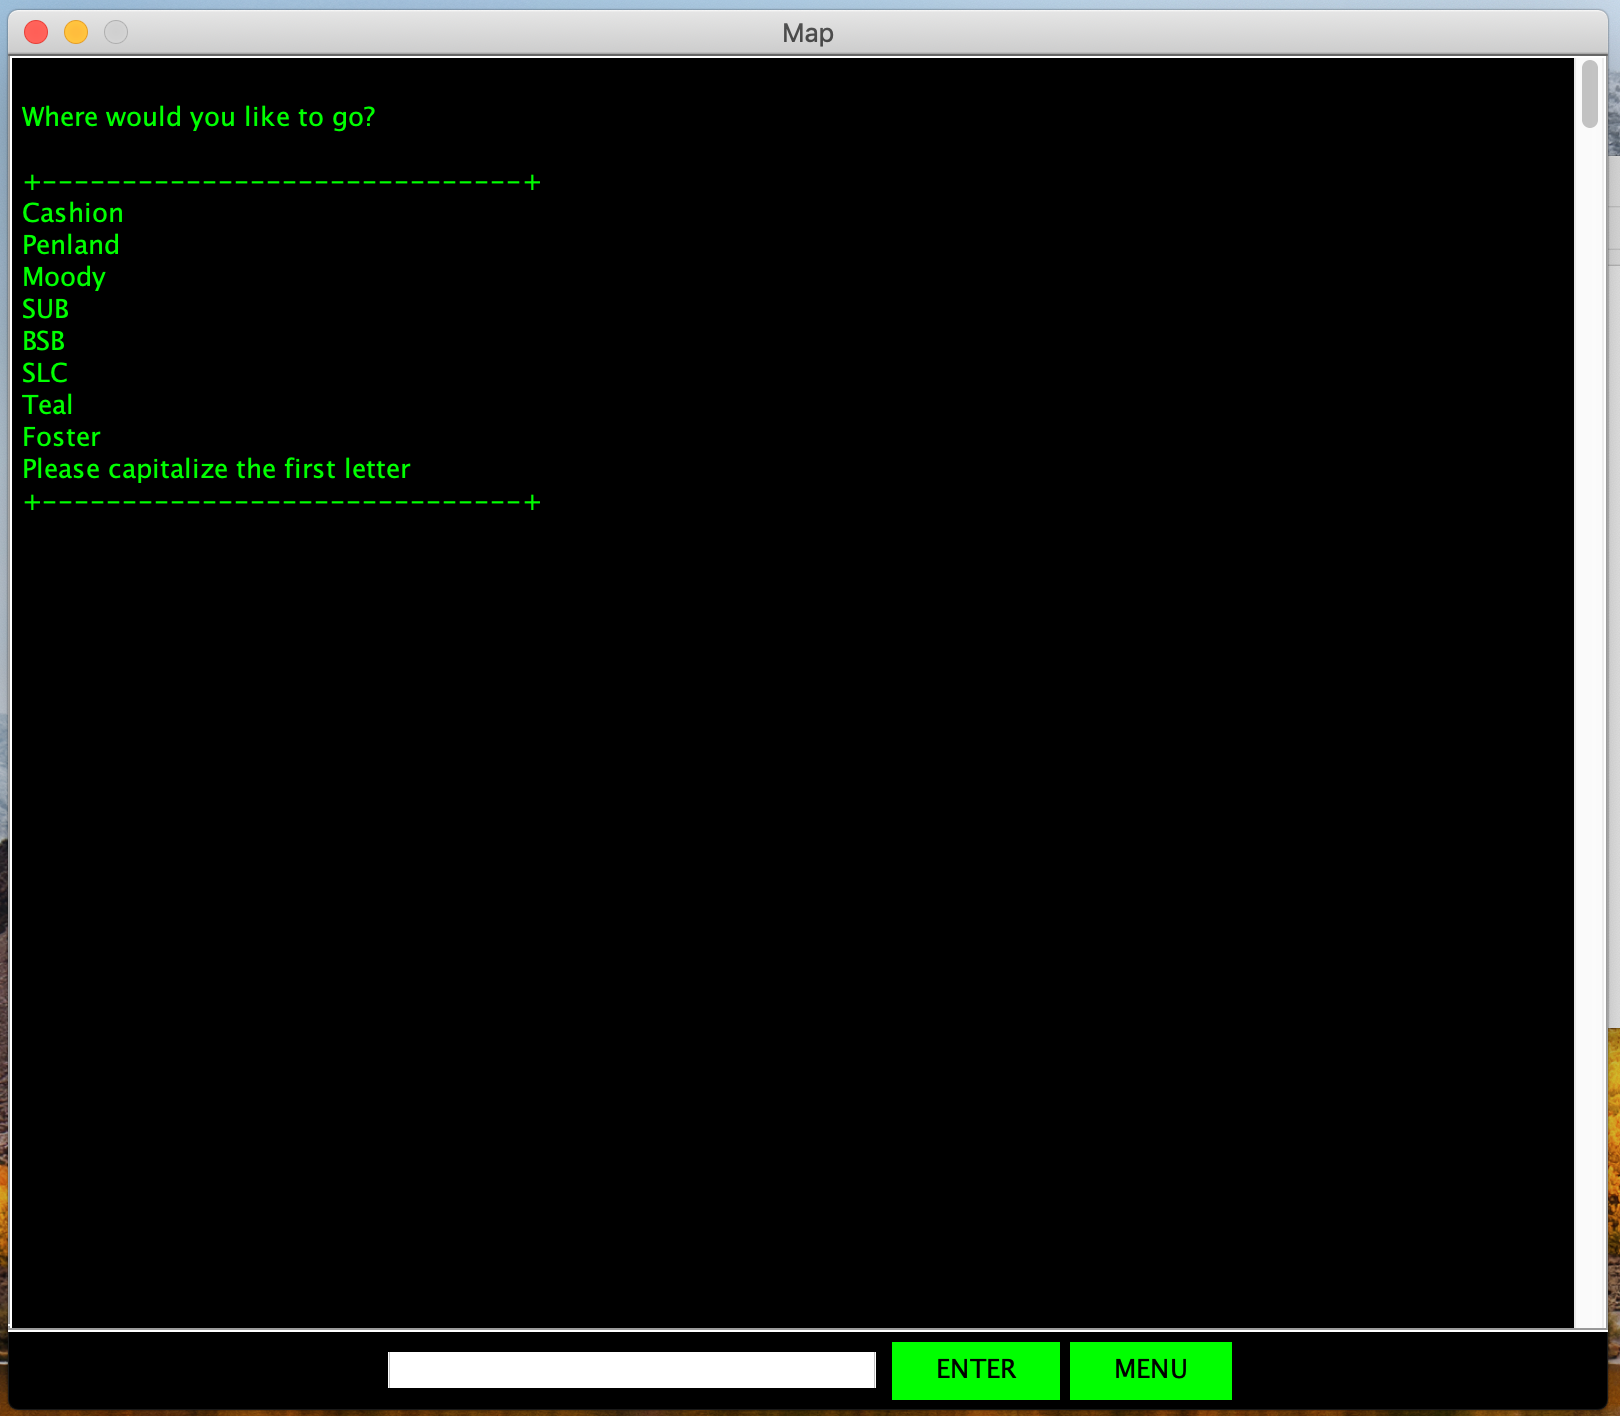 Map
Where would you like to go?
+------------------------------+
Cashion
Penland
Moody
SUB
BSB
SLC
Teal
Foster
Please capitalize the first letter
+------------------------------+
ENTER
MENU